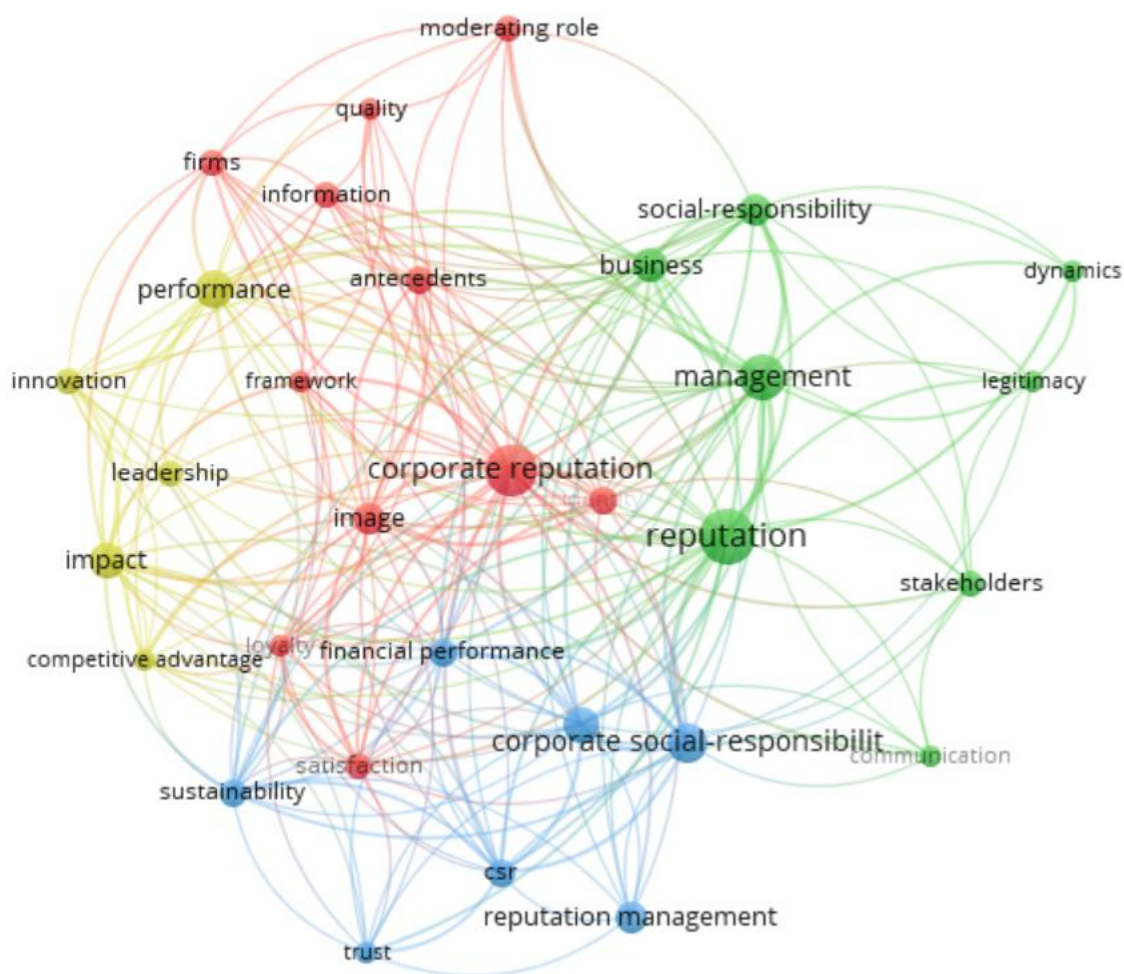 moderating role
quality
firms
information
social-responsibility
business
dynamics
antecedents
performance
management
innovation
framework
legitimacy
corporate reputation
leadership
image
reputation
impact
stakeholders
loyalty
financial performance
competitive advantage
corporate social-responsibilit
communication
satisfaction
sustainability
csr
reputation management
trust